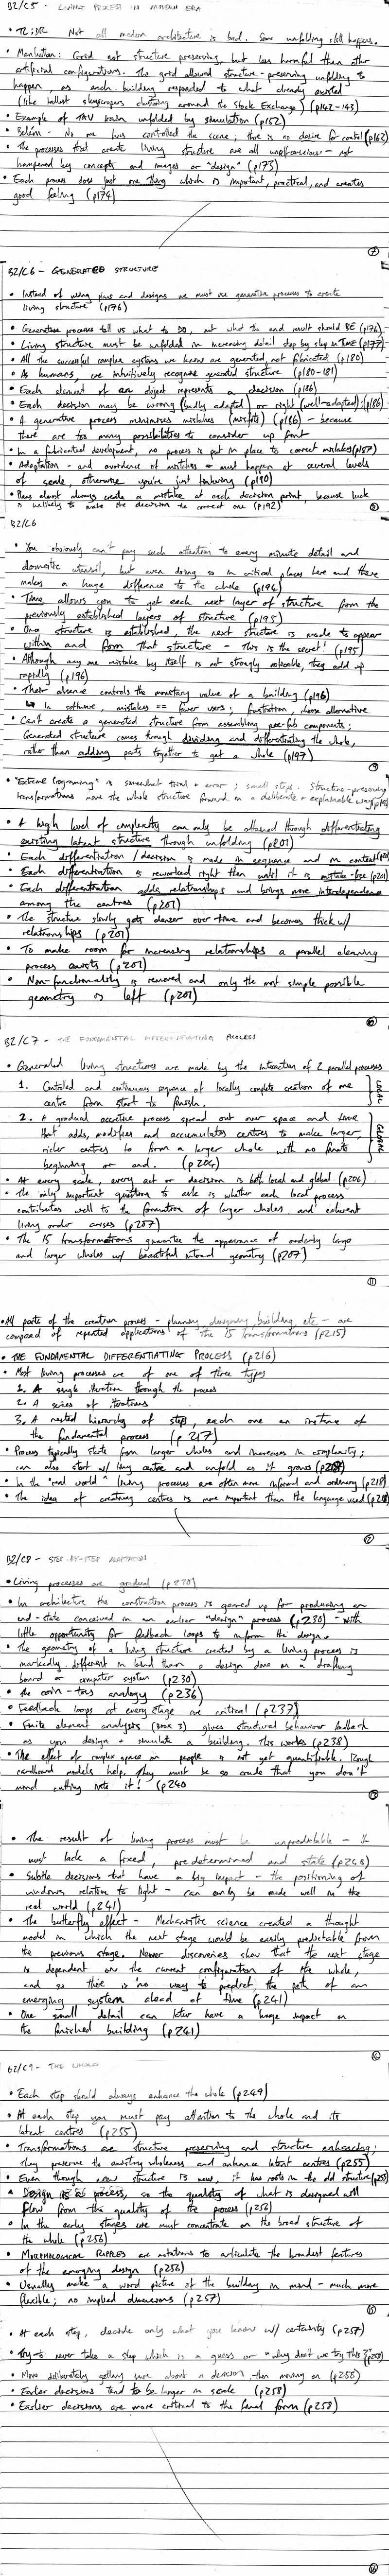 B2/C5 - LIVING PROCESS IN MODERN ERA
• TL;DR Not all modern architecture is bad. Some unfolding still happens.
• Manhattan: Grid not structure preserving, but less harmful than other
artificial configurations. The grid allowed structure-preserving unfolding to
happen, as each building responded to what already existed
(like tallest skyscrapers clustering around the Stock Exchange) (p142-143)
• Example of town unfolded by simulation (p152)
• - No one has controlled the scene; there is no desire for control (p162)
• The processes that create living structure are all unselfconscious - not
hampered by concepts and images or "design" (p173)
• Each process does just one thing which is important, practical, and creates
good feeling (p174)
B2/C6 - GENERATED STRUCTURE
• Instead of using plans and designs we must use generative processes to create
living structure (p176)
• Generative processes tell us what to DO, not what the end result should BE (p176)
• Living structure must be unfolded in increasing detail step by step in TIME (p177)
• All the successful complex systems we know are generated, not fabricated (p180)
• As humans, we intuitively recognise generated structure (p180-181)
• Each element of an object represents a decision (p186)
• Each decision may be wrong (badly adapted) or right (well-adapted) (p186)
• A generative process minimises mistakes (misfits) (p186) - because
there are too many possibilities to consider up front
• In a fabricated development, no process is put in place to correct mistakes (p187)
• Adaptation - and avoidance of mistakes - must happen at several levels
of scale, otherwise you're just tinkering (p190)
• Plans almost always create a mistake at each decision point, because luck
is unlikely to make the decision the correct one (p192)
B2/C6
• You obviously can't pay such attention to every minute detail and
domestic utensil, but even doing so in critical places here and there
makes a huge difference to the whole (p194)
• Time allows you to get each next layer of structure from the
previously established layers of structure (p195)
• Once structure is established, the next structure is made to appear
within and from that structure - this is the secret! (p195)
• Although any one mistake by itself is not strongly noticeable, they add up
rapidly (p196)
• Their absence controls the monetary value of a building (p196)
↳ In software, mistakes == fewer users; frustration, choose alternative
• Can't create a generated structure from assembling pre-fab components;
Generated structure comes through dividing and differentiating the whole,
rather than adding parts together to get a whole (p197)
• "Extreme Programming" is somewhat trial + error; small steps. Structure-preserving
transformations move the whole structure forward in a deliberate + explainable way
• A high level of complexity can only be attained through differentiating
existing latent structure through unfolding (p201)
• Each differentiation/decision is made in sequence and in context (p201)
• Each differentiation is reworked right then until it is mistake-free (p201)
• Each differentiation adds relationships and brings more interdependence
among the centres (p201)
• The structure slowly gets denser over time and becomes thick w/
relationships (p201)
• To make room for increasing relationships a parallel cleaning
process exists (p201)
• Non-functionality is removed and only the most simple possible
geometry is left (p201)
B2/C7 - THE FUNDAMENTAL DIFFERENTIATING PROCESS
• Generated living structures are made by the interaction of 2 parallel processes
1. Controlled and continuous sequence of locally complete creation of one
centre from start to finish. LOCAL
2. A gradual accretive process spread out over space and time
that adds, modifies and accumulates centres to make larger,
richer centres to form a larger whole with no finite
beginning or end. (p204) GLOBAL
• At every scale, every act or decision is both local and global (p206)
• The only important question to ask is whether each local process
contributes well to the formation of larger wholes and coherent
living order arises (p207)
• The 15 transformations guarantee the appearance of orderly large
and larger wholes w/ beautiful internal geometry (p207)
• All parts of the creation process - planning, designing, building, etc - are
composed of repeated applications of the 15 transformations (p215)
• THE FUNDAMENTAL DIFFERENTIATING PROCESS (p216)
• Most living processes are of one of three types
1. A single iteration through the process
2. A series of iterations
3. A nested hierarchy of steps, each one an instance of
the fundamental process (p217)
• Process typically starts from larger wholes and increases in complexity;
can also start w/ tiny centre and unfold as it grows (p218)
• In the "real world" living processes are often more informal and ordinary (p218)
• The idea of creating centres is more important than the language used
B2/C8 - STEP-BY-STEP ADAPTATION
• Living processes are gradual (p230)
• In architecture the construction process is geared up for producing an
end-state conceived in an earlier "design" process (p230) - with
little opportunity for feedback loops to inform the design
• The geometry of a living structure created by a living process is
markedly different in kind than a design done on a drafting
board or computer system (p230)
• The coin-toss analogy (p236)
• Feedback loops at every stage are critical (p237)
• Finite element analysis (book 3) gives structural behaviour feedback
as you design + simulate a building. This works (p238)
• The effect of complex space on people is not yet quantifiable. Rough
cardboard models help. They must be so crude that you don't
mind cutting into it! (p240
• The result of living process must be unpredictable - it
must lack a fixed, predetermined end state
• Subtle decisions that have a big impact - the positioning of
windows relative to light - can only be made well in the
real world (p241)
• The butterfly effect - Mechanistic science created a thought
model in which the next stage would be easily predictable from
the previous stage. Newer discoveries show that the next stage
is dependent on the current configuration of the whole,
and so there is no way to predict the path of an
emerging system ahead of time (p241)
• One small detail can later have a huge impact on
the finished building (p241)
B2/C9 - THE WHOLE
• Each step should always enhance the whole (p249)
• At each step you must pay attention to the whole and its
latent centres (p255)
• Transformations are structure preserving and structure enhancing;
they preserve the existing wholeness and enhance latent centres (p255)
• Even though new structure is new, it has roots in the old structure
• Design is a process, so the quality of what is designed will
flow from the quality of the process (p256)
• In the early stages we must concentrate on the broad structure of
the whole (p256)
• MORPHOLOGICAL RIPPLES are notations to articulate the broadest features
of the emerging design (p256)
• Usually make a word picture of the building in mind - much more
flexible; no implied dimensions (p257)
• At each step, decide only what you know w/ certainty (p257)
• Try to never take a step which is a guess or "why don't we try this?"
• More deliberately getting sure about a decision then moving on (p258)
• Earlier decisions tend to be larger in scale (p258)
• Earlier decisions are more critical to the final form (p258)